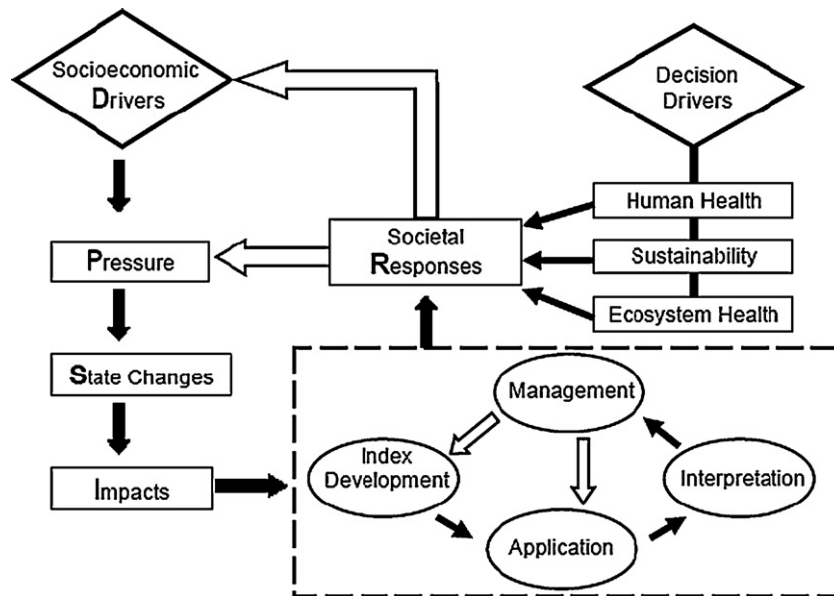 Socioeconomic
Drivers
Decision
Drivers
Human Health
Societal
Responses
Sustainability
Pressure
Ecosystem Health
State Changes
Management
Index
Development
Interpretation
Impacts
Application